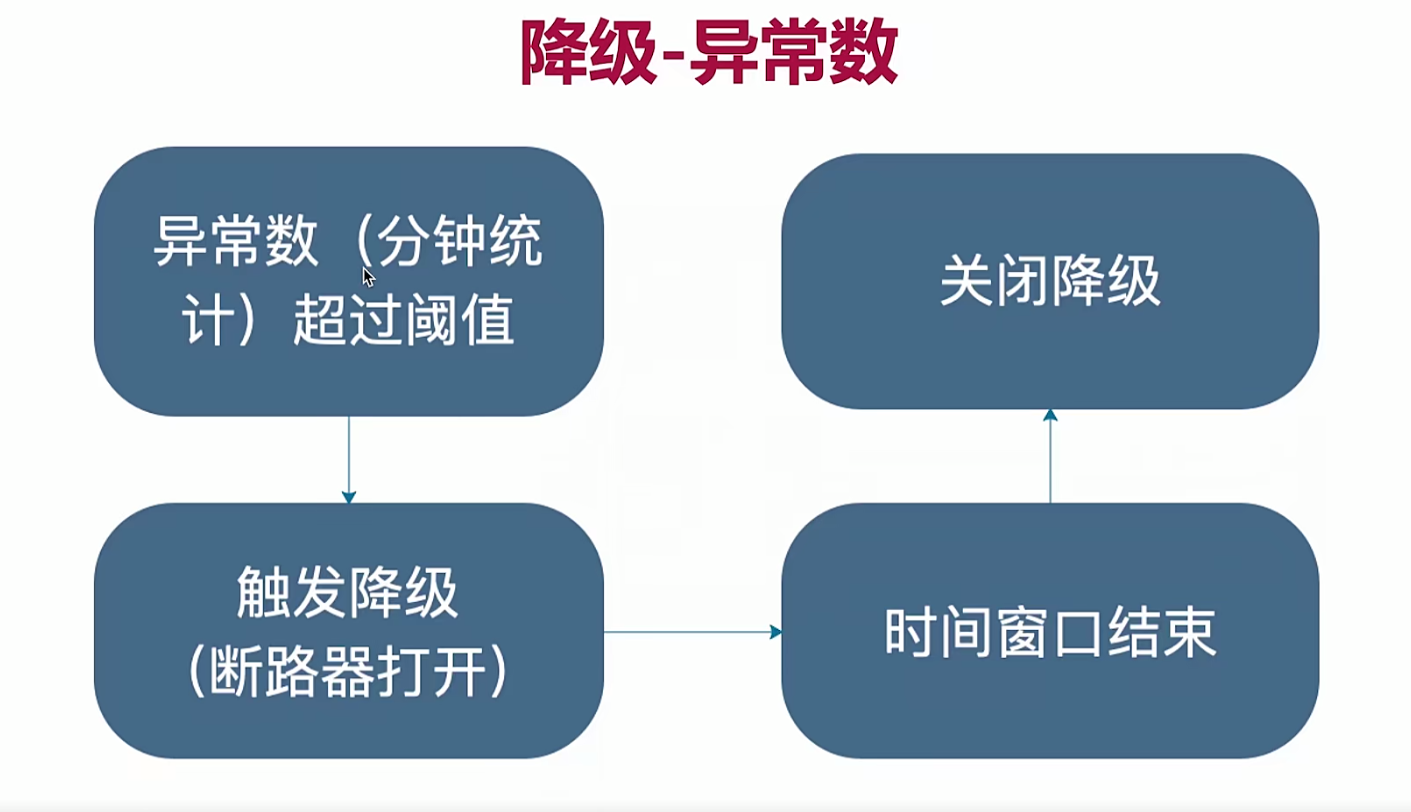 降级-异常数
异常数（分钟统
计）超过阈值
触发降级
（断路器打开）
时间窗口结束
关闭降级